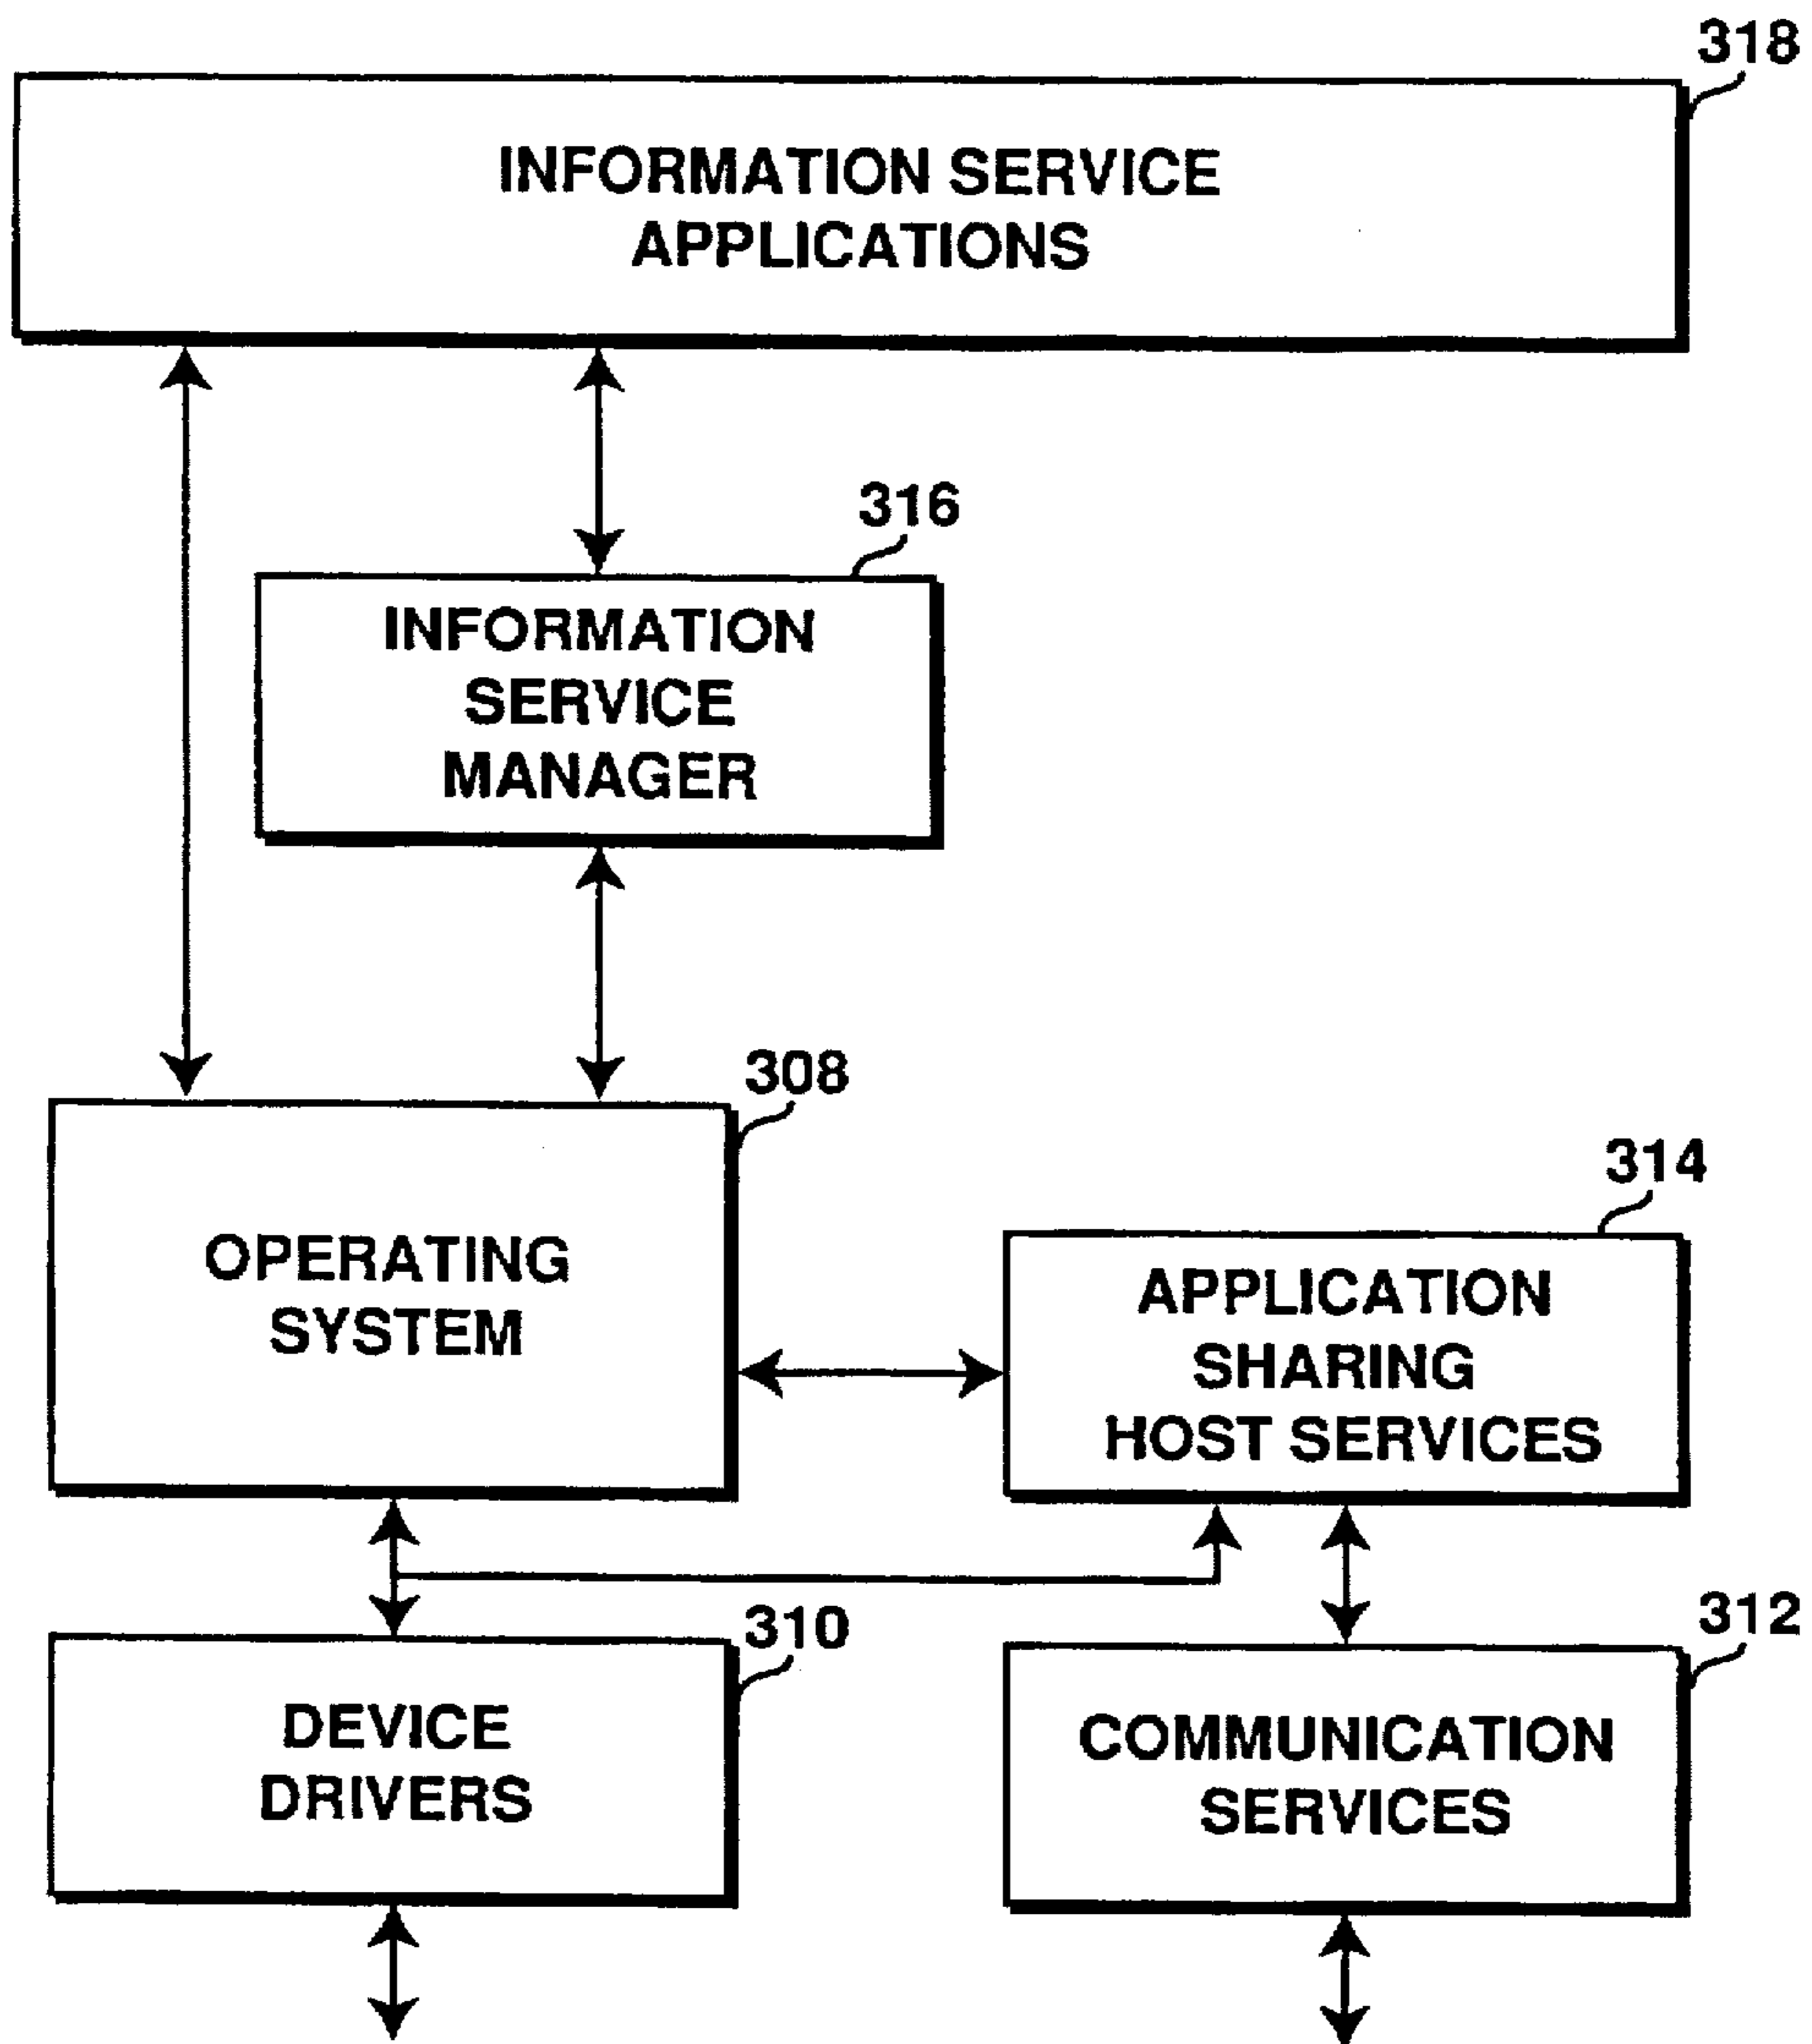 318
INFORMATION SERVICE
APPLICATIONS
316
INFORMATION
SERVICE
MANAGER
308
OPERATING
SYSTEM
314
APPLICATION
SHARING
HOST SERVICES
310
DEVICE
DRIVERS
312
COMMUNICATION
SERVICES